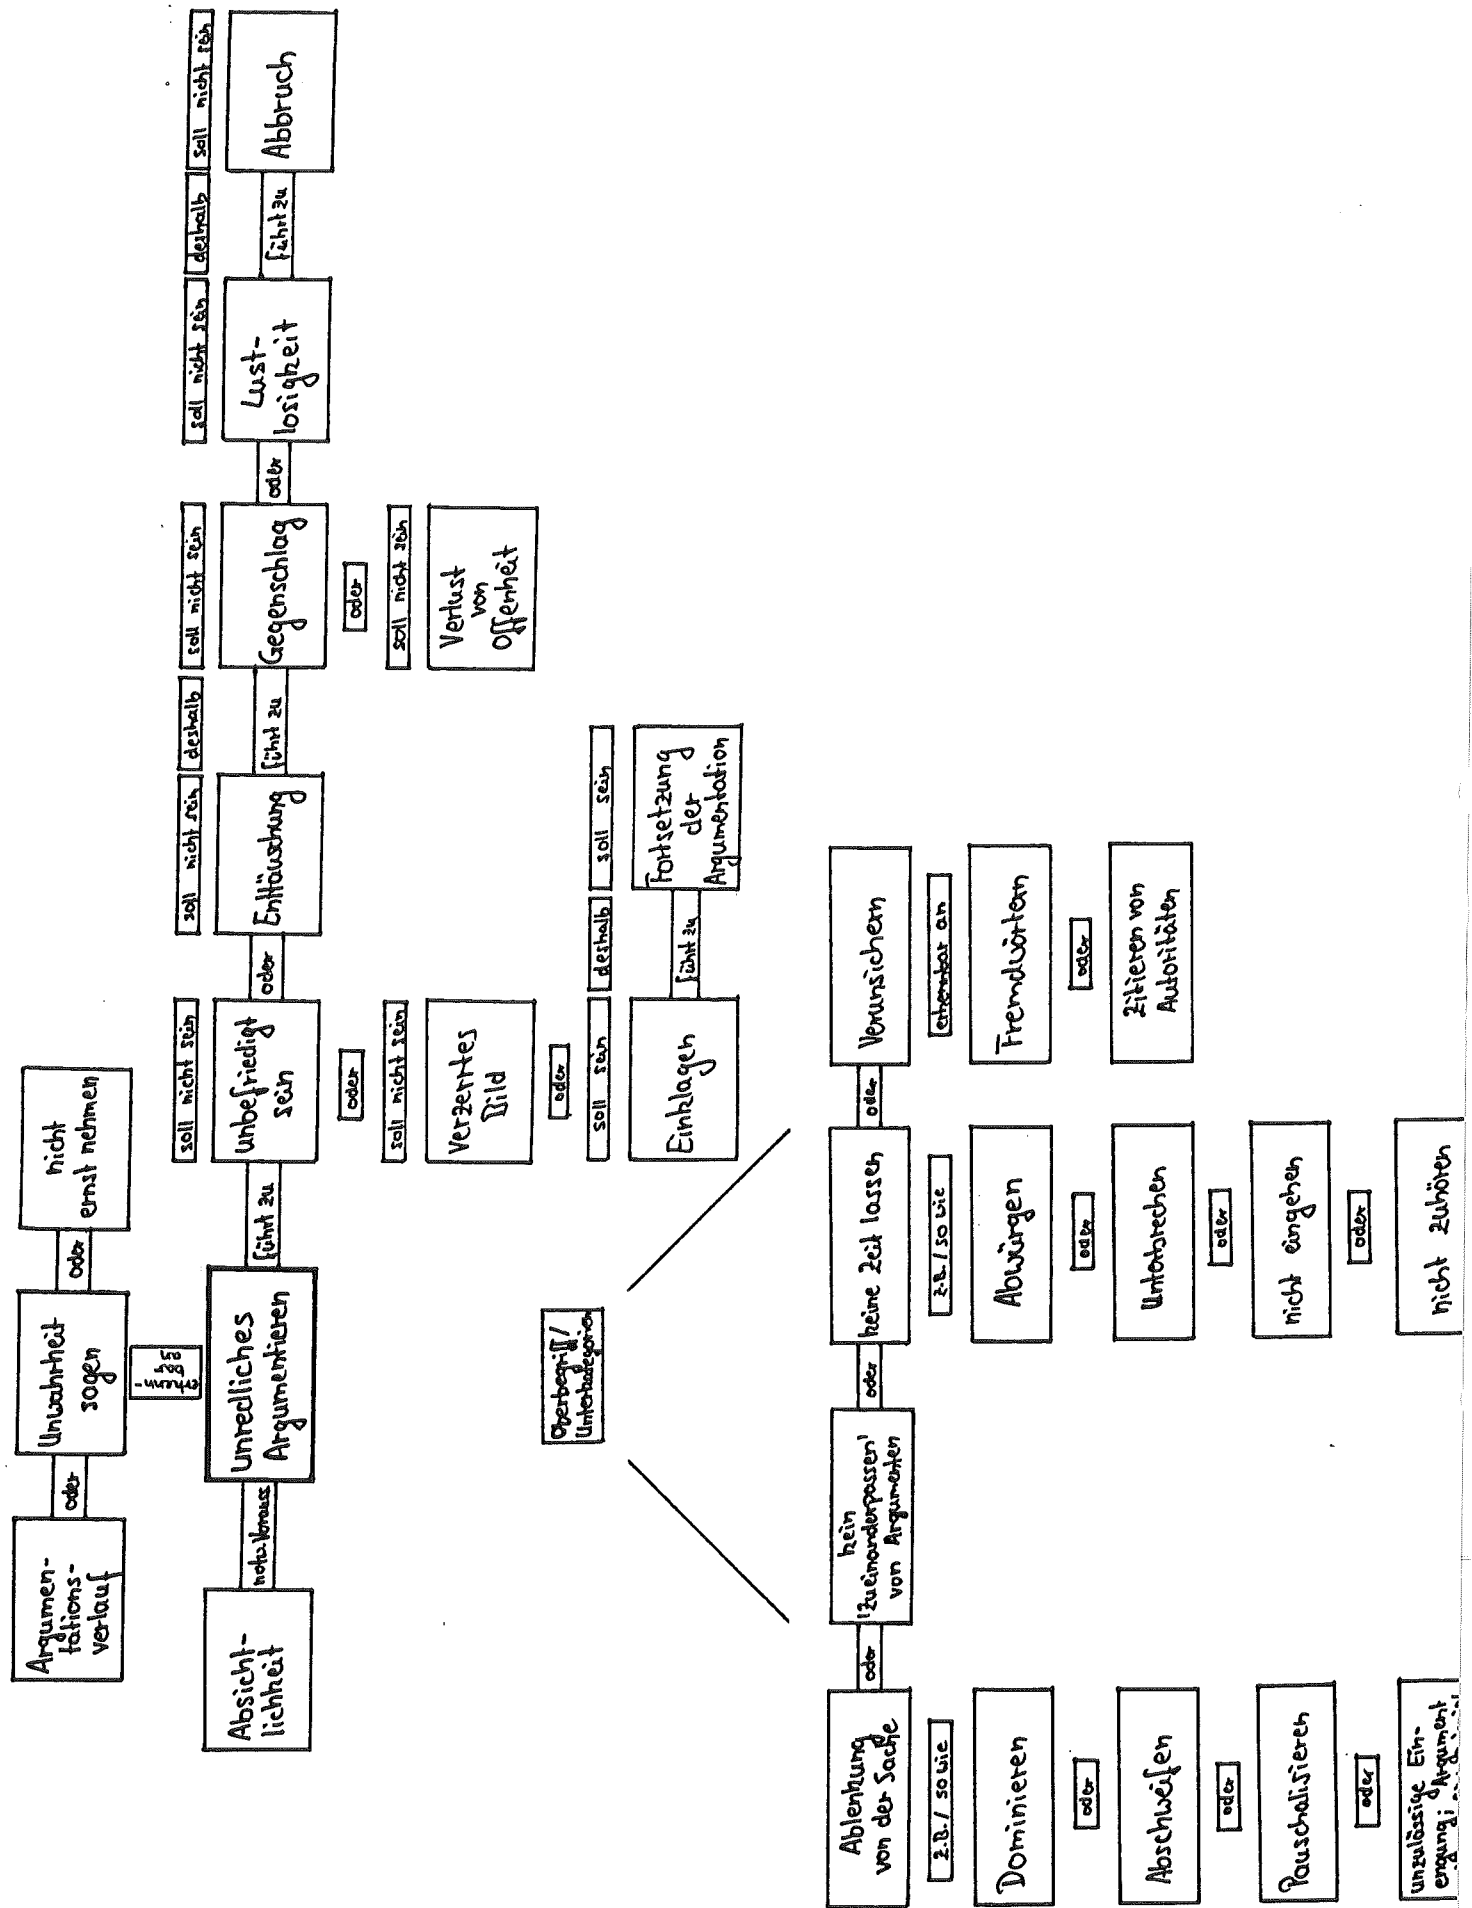 Argumen-
tations-
verlauf
oder
Unwahrheit
sagen
oder
nicht
ernst nehmen
soll nicht sein
soll nicht sein
deshalb
soll nicht sein
soll nicht sein
deshalb
soll nicht sein
Absicht-
lichkeit
unredliches
Argumentieren
führt zu
unbefriedigt
sein
oder
Enttäuschung
führt zu
Gegenschlag
oder
Lust-
losigkeit
führt zu
Abbruch
oder
oder
soll nicht sein
soll nicht sein
Verzerrtes
Bild
Verlust
von
Offenheit
oder
soll sein
deshalb
soll sein
Einklagen
führt zu
Fortsetzung
der
Argumentation
Oberbegriff/
Unterkategorien
Ablenkung
von der Sache
oder
kein
'Zueinanderpassen'
von Argumenten
oder
keine Zeit lassen
oder
Verunsichern
z.B. / so wie
z.B. / so wie
erkennbar an
Dominieren
Abwürgen
Fremdwörtern
oder
oder
oder
Abschweifen
Unterbrechen
Zitieren von
Autoritäten
oder
oder
Pauschalisieren
nicht eingehen
oder
oder
unzulässige Ein-
engung; Argument
nicht zuhören